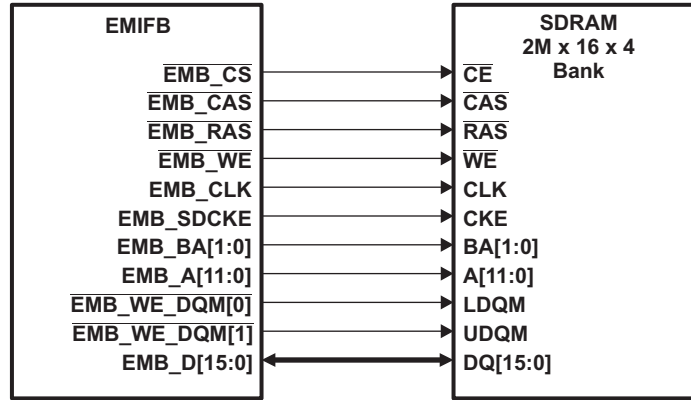 EMIFB
EMB_CS
EMB_CAS
EMB_RAS
EMB_WE
EMB_CLK
EMB_SDCKE
EMB_BA[1:0]
EMB_A[11:0]
EMB_WE_DQM[0]
EMB_WE_DQM[1]
EMB_D[15:0]
SDRAM
2M x 16 x 4
Bank
CE
CAS
RAS
WE
CLK
CKE
BA[1:0]
A[11:0]
LDQM
UDQM
DQ[15:0]